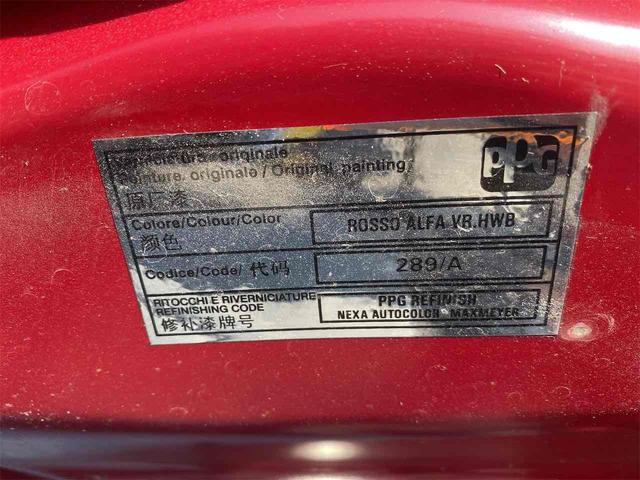 originale
originale / Original painting
PPG
原厂漆
Colore/Colour/Color
ROSSO ALFA VR.HWB
颜色
Codice/Code/代码
289/A
RITOCCHI E RIVERNICIATURE
PPG REFINISH
REFINISHING CODE
NEXA AUTOCOLOR MAXMEYER
修补漆牌号